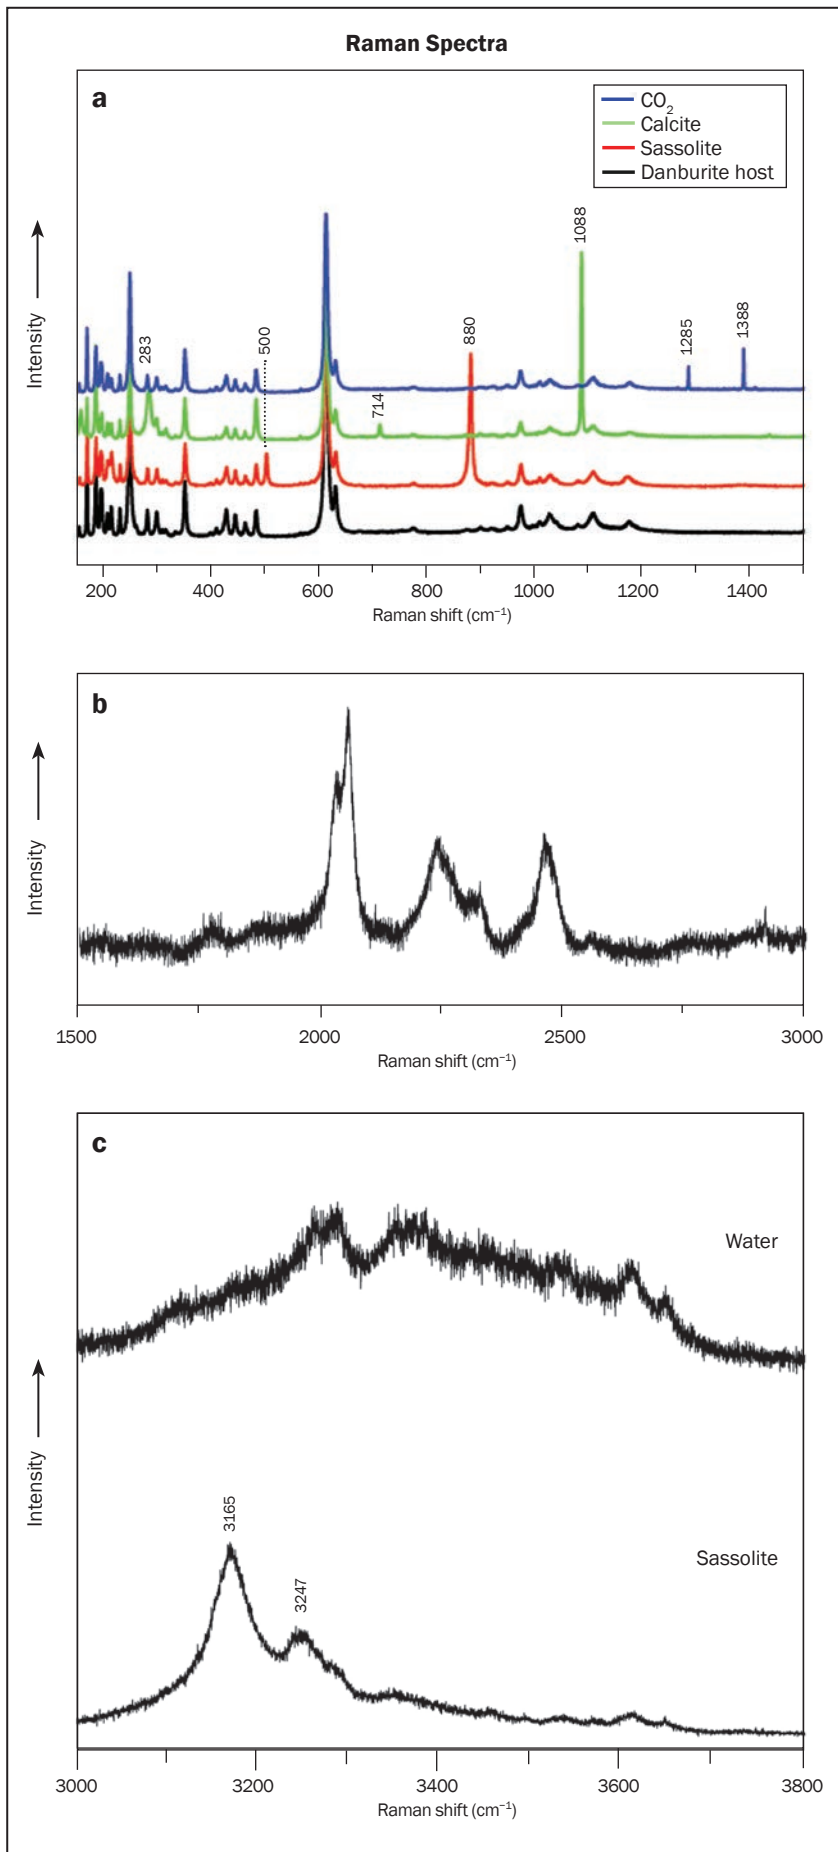 Raman Spectra
a
CO₂
Calcite
Sassolite
Danburite host
283
500
714
880
1088
1285
1388
Intensity
200 400 600 800 1000 1200 1400
Raman shift (cm⁻¹)
b
Intensity
1500 2000 2500 3000
Raman shift (cm⁻¹)
c
Water
3165
3247
Sassolite
Intensity
3000 3200 3400 3600 3800
Raman shift (cm⁻¹)